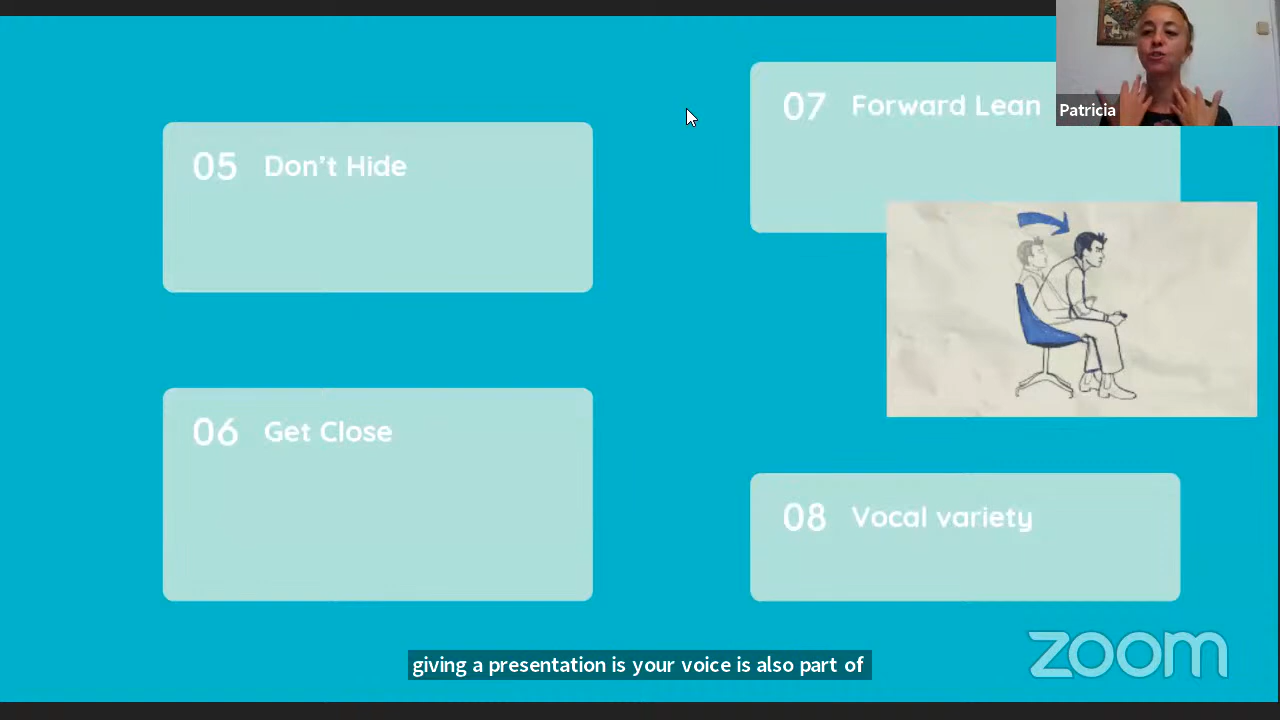 05 Don't Hide
06 Get Close
07 Forward Lean
08 Vocal variety
Patricia
giving a presentation is your voice is also part of
zoom